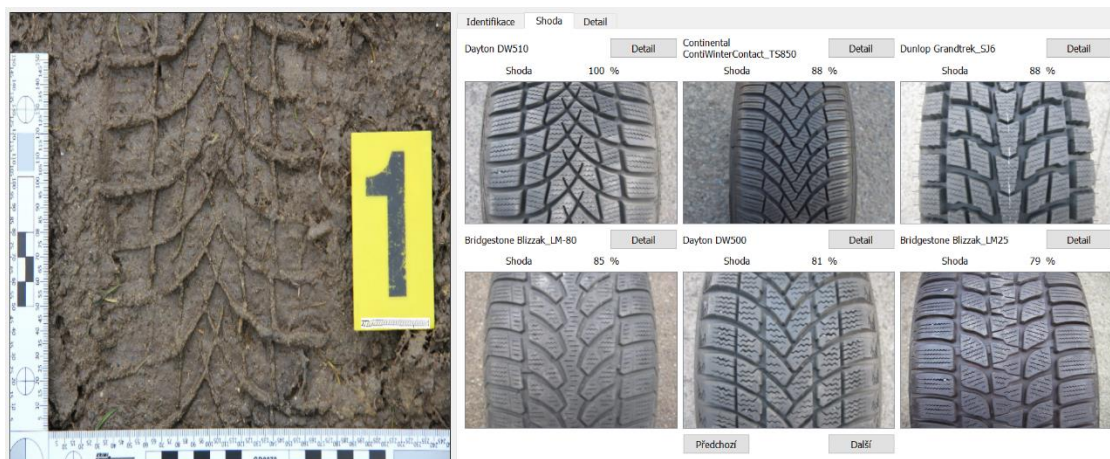 Identifikace Shoda Detail
Dayton DW510 Detail
Shoda 100 %
Continental
ContiWinterContact_TS850 Detail
Shoda 88 %
Dunlop Grandtrek_SJ6 Detail
Shoda 88 %
Bridgestone Blizzak_LM-80 Detail
Shoda 85 %
Dayton DW500 Detail
Shoda 81 %
Bridgestone Blizzak_LM25 Detail
Shoda 79 %
Předchozí Další
1